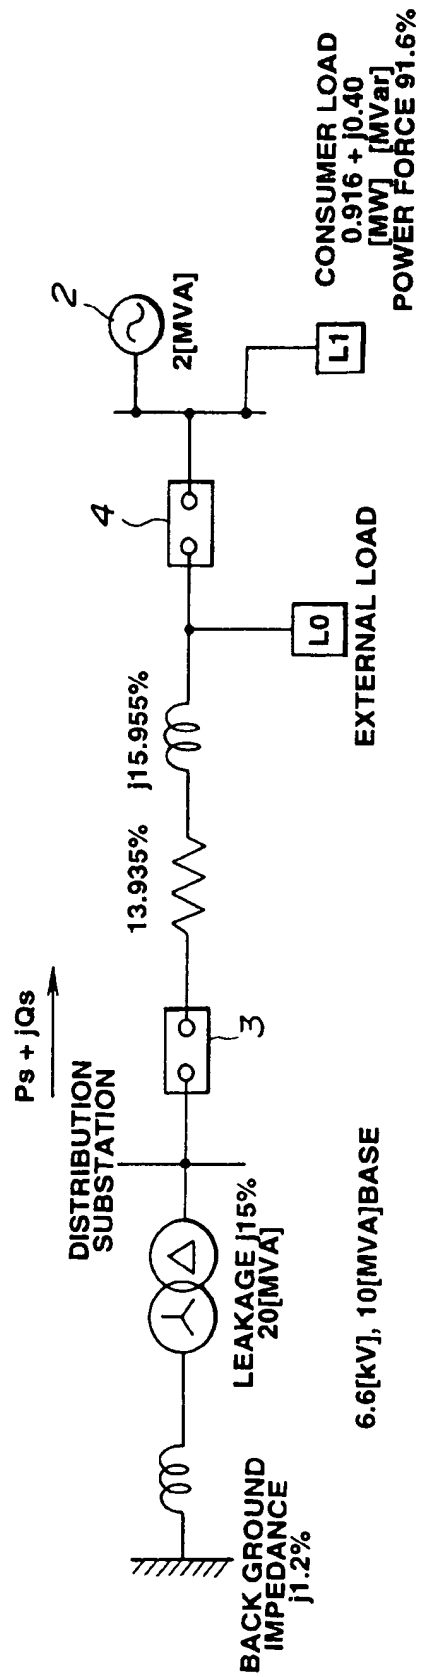 BACK GROUND
IMPEDANCE
j1.2%
LEAKAGE j15%
20[MVA]
DISTRIBUTION
SUBSTATION
Ps + jQs
3
13.935%
j15.955%
L0
EXTERNAL LOAD
4
2
2[MVA]
L1
CONSUMER LOAD
0.916 + j0.40
[MW] [MVar]
POWER FORCE 91.6%
6.6[kV], 10[MVA]BASE